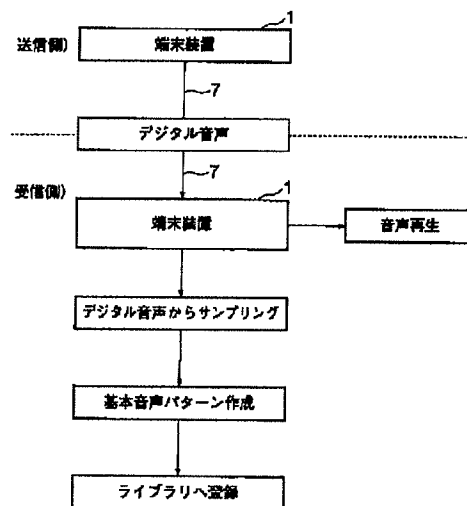 1
送信側)
端末装置
7
デジタル音声
7
受信側)
1
端末装置
音声再生
デジタル音声からサンプリング
基本音声パターン作成
ライブラリへ登録